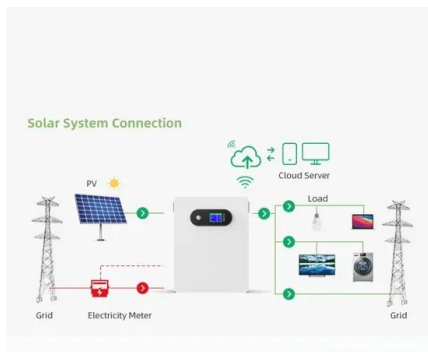 Solar System Connection
Cloud Server
PV
Load
Grid
Electricity Meter
Grid